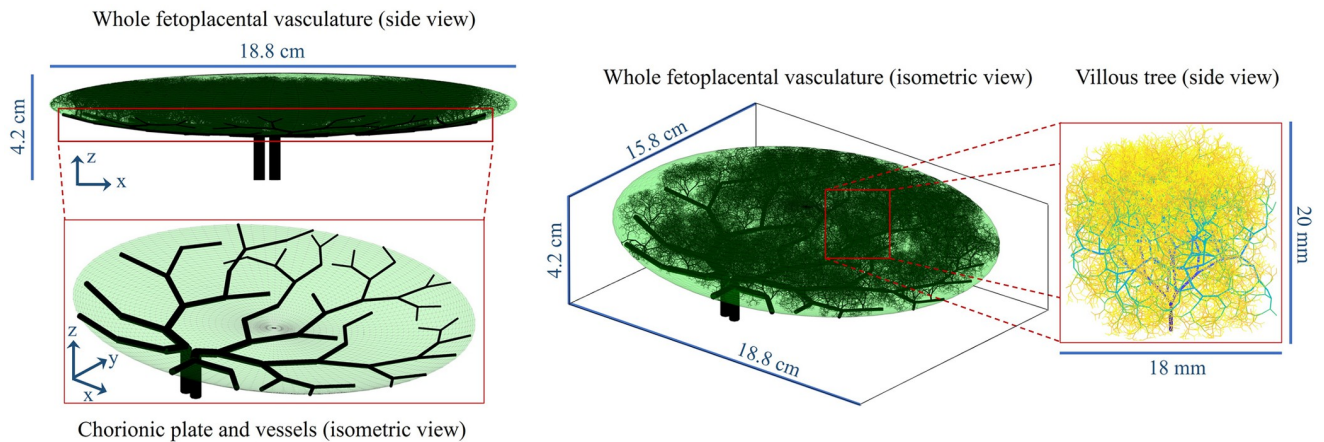 Whole fetoplacental vasculature (side view)
18.8 cm
4.2 cm
z
x
z
y
x
Chorionic plate and vessels (isometric view)
Whole fetoplacental vasculature (isometric view)
15.8 cm
4.2 cm
18.8 cm
Villous tree (side view)
20 mm
18 mm